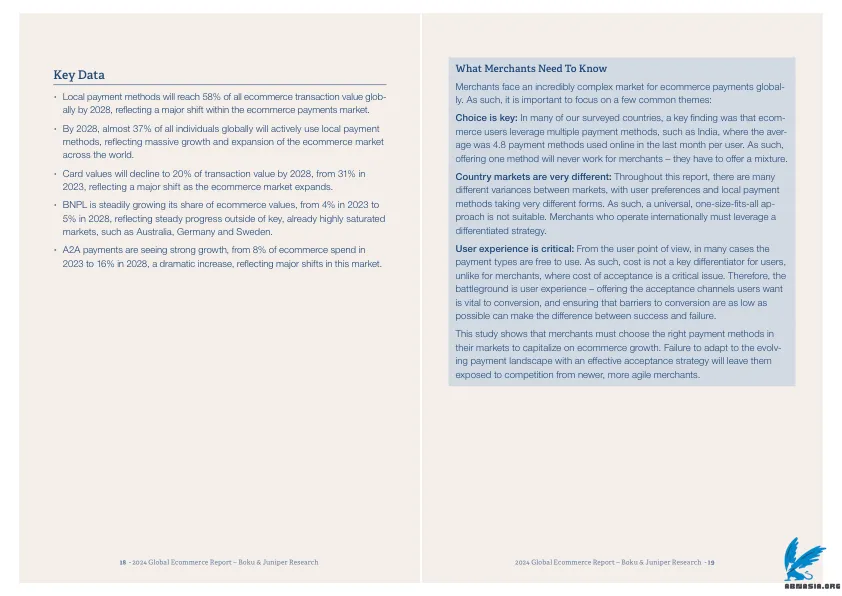 Key Data
• Local payment methods will reach 58% of all ecommerce transaction value glob-
ally by 2028, reflecting a major shift within the ecommerce payments market.
• By 2028, almost 37% of all individuals globally will actively use local payment
methods, reflecting massive growth and expansion of the ecommerce market
across the world.
• Card values will decline to 20% of transaction value by 2028, from 31% in
2023, reflecting a major shift as the ecommerce market expands.
• BNPL is steadily growing its share of ecommerce values, from 4% in 2023 to
5% in 2028, reflecting steady progress outside of key, already highly saturated
markets, such as Australia, Germany and Sweden.
• A2A payments are seeing strong growth, from 8% of ecommerce spend in
2023 to 16% in 2028, a dramatic increase, reflecting major shifts in this market.
18 - 2024 Global Ecommerce Report – Boku & Juniper Research
What Merchants Need To Know
Merchants face an incredibly complex market for ecommerce payments global-
ly. As such, it is important to focus on a few common themes:
Choice is key: In many of our surveyed countries, a key finding was that ecom-
merce users leverage multiple payment methods, such as India, where the aver-
age was 4.8 payment methods used online in the last month per user. As such,
offering one method will never work for merchants – they have to offer a mixture.
Country markets are very different: Throughout this report, there are many
different variances between markets, with user preferences and local payment
methods taking very different forms. As such, a universal, one-size-fits-all ap-
proach is not suitable. Merchants who operate internationally must leverage a
differentiated strategy.
User experience is critical: From the user point of view, in many cases the
payment types are free to use. As such, cost is not a key differentiator for users,
unlike for merchants, where cost of acceptance is a critical issue. Therefore, the
battleground is user experience – offering the acceptance channels users want
is vital to conversion, and ensuring that barriers to conversion are as low as
possible can make the difference between success and failure.
This study shows that merchants must choose the right payment methods in
their markets to capitalize on ecommerce growth. Failure to adapt to the evolv-
ing payment landscape with an effective acceptance strategy will leave them
exposed to competition from newer, more agile merchants.
2024 Global Ecommerce Report – Boku & Juniper Research - 19
ABMASIA.ORG